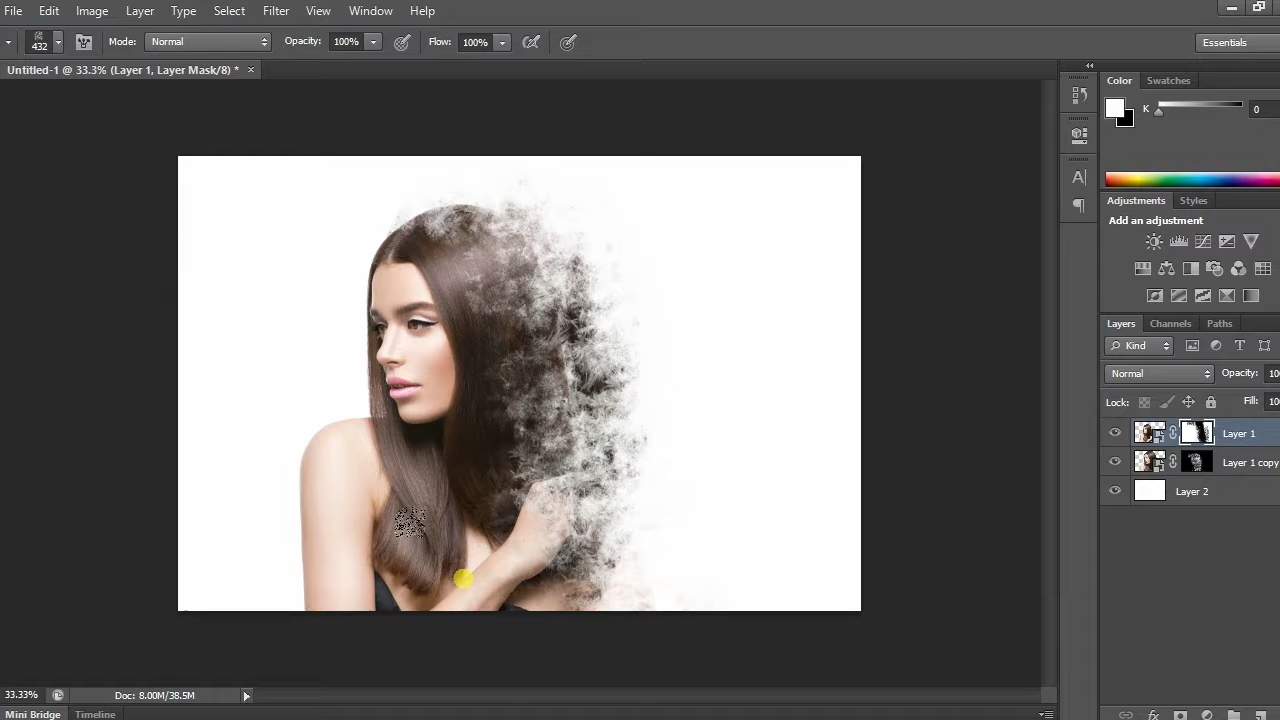 File Edit Image Layer Type Select Filter View Window Help
432 Mode: Normal Opacity: 100% Flow: 100% Essentials
Untitled-1 @ 33.3% (Layer 1, Layer Mask/8) * ×
Color Swatches
K 0
Adjustments Styles
Add an adjustment
Layers Channels Paths
Kind
Normal Opacity: 10
Lock: Fill: 10
Layer 1
Layer 1 copy
Layer 2
33.33% Doc: 8.00M/38.5M
Mini Bridge Timeline